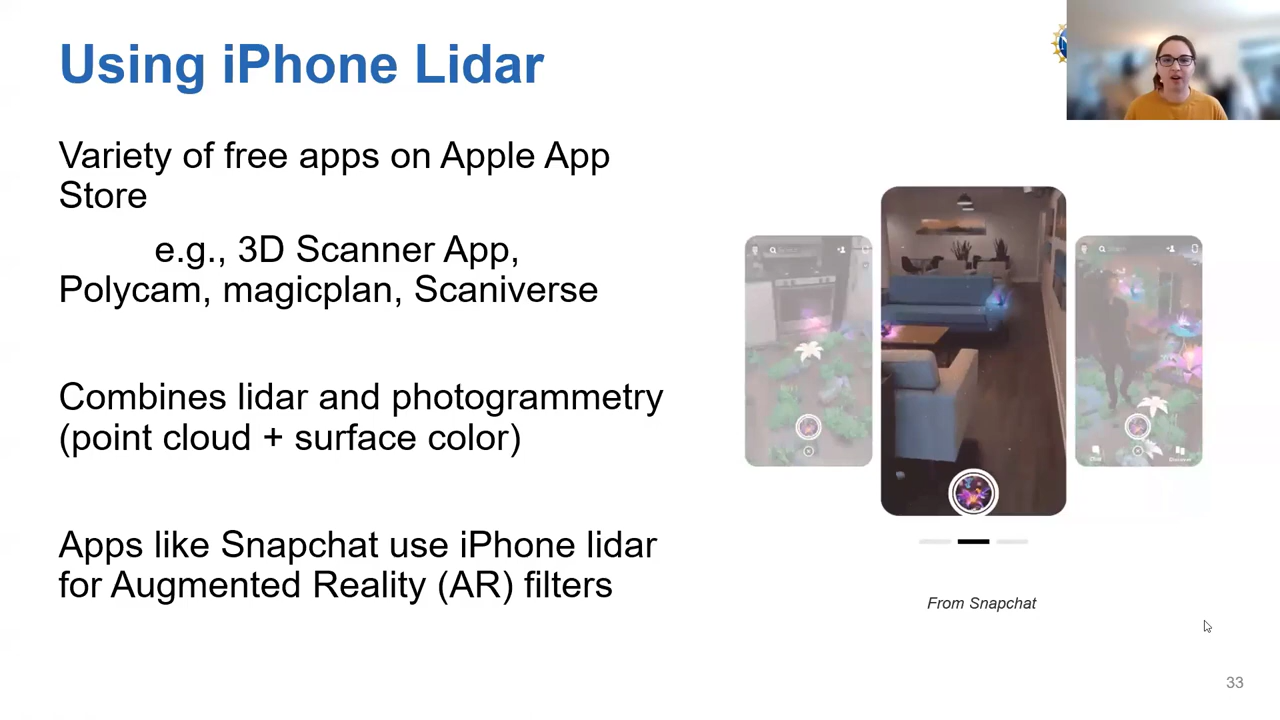 Using iPhone Lidar
Variety of free apps on Apple App
Store
e.g., 3D Scanner App,
Polycam, magicplan, Scaniverse
Combines lidar and photogrammetry
(point cloud + surface color)
Apps like Snapchat use iPhone lidar
for Augmented Reality (AR) filters
From Snapchat
33